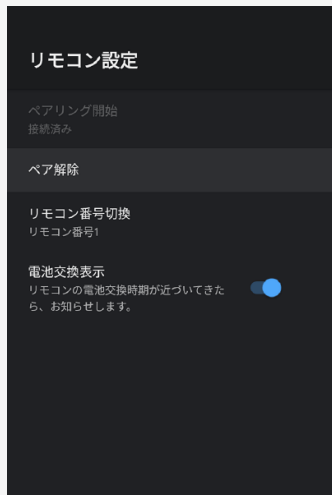 リモコン設定
ペアリング開始
接続済み
ペア解除
リモコン番号切換
リモコン番号1
電池交換表示
リモコンの電池交換時期が近づいてきた
ら、お知らせします。